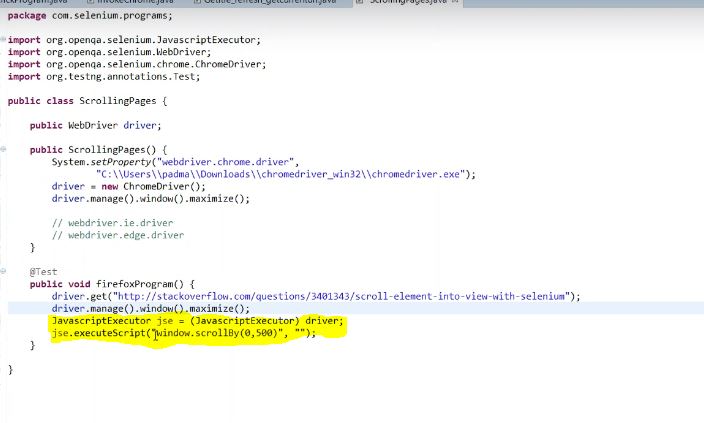 InvokeChrome.java
ScrollingPages.java
package com.selenium.programs;
import org.openqa.selenium.JavascriptExecutor;
import org.openqa.selenium.WebDriver;
import org.openqa.selenium.chrome.ChromeDriver;
import org.testng.annotations.Test;
public class ScrollingPages {
public WebDriver driver;
public ScrollingPages() {
System.setProperty("webdriver.chrome.driver",
"C:\\Users\\padma\\Downloads\\chromedriver_win32\\chromedriver.exe");
driver = new ChromeDriver();
driver.manage().window().maximize();
// webdriver.ie.driver
// webdriver.edge.driver
}
@Test
public void firefoxProgram() {
driver.get("http://stackoverflow.com/questions/3401343/scroll-element-into-view-with-selenium");
driver.manage().window().maximize();
JavascriptExecutor jse = (JavascriptExecutor) driver;
jse.executeScript("window.scrollBy(0,500)", "");
}
}